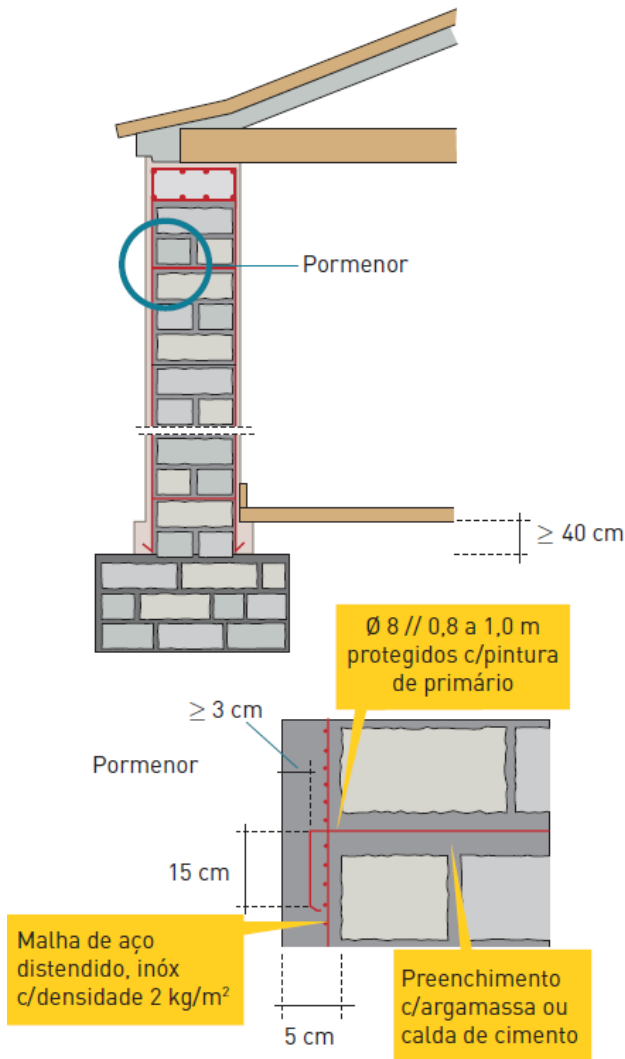 Pormenor
≥ 40 cm
Ø 8 // 0,8 a 1,0 m
protegidos c/pintura
de primário
≥ 3 cm
Pormenor
15 cm
Malha de aço
distendido, inóx
c/densidade 2 kg/m²
Preenchimento
c/argamassa ou
calda de cimento
5 cm